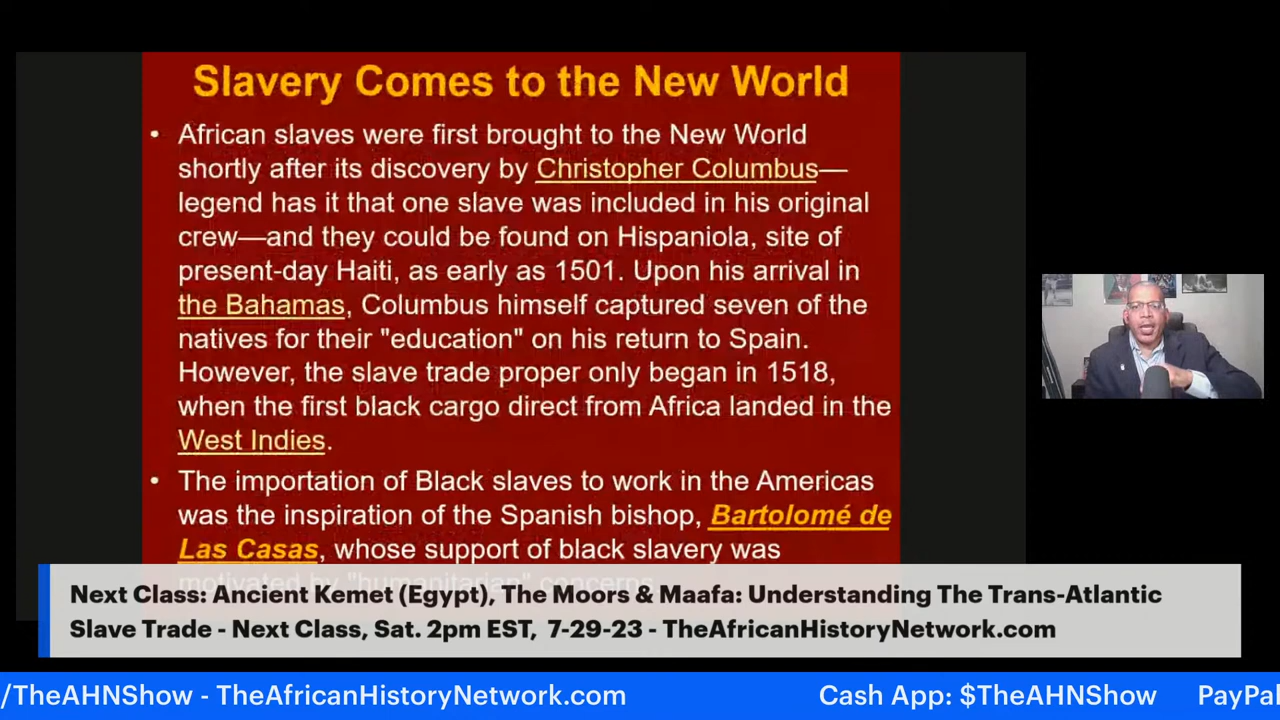 Slavery Comes to the New World
• African slaves were first brought to the New World
shortly after its discovery by Christopher Columbus—
legend has it that one slave was included in his original
crew—and they could be found on Hispaniola, site of
present-day Haiti, as early as 1501. Upon his arrival in
the Bahamas, Columbus himself captured seven of the
natives for their "education" on his return to Spain.
However, the slave trade proper only began in 1518,
when the first black cargo direct from Africa landed in the
West Indies.
• The importation of Black slaves to work in the Americas
was the inspiration of the Spanish bishop, Bartolomé de
Las Casas, whose support of black slavery was
motivated by "humanitarian" concerns.
Next Class: Ancient Kemet (Egypt), The Moors & Maafa: Understanding The Trans-Atlantic
Slave Trade - Next Class, Sat. 2pm EST, 7-29-23 - TheAfricanHistoryNetwork.com
/TheAHNShow - TheAfricanHistoryNetwork.com Cash App: $TheAHNShow PayPal